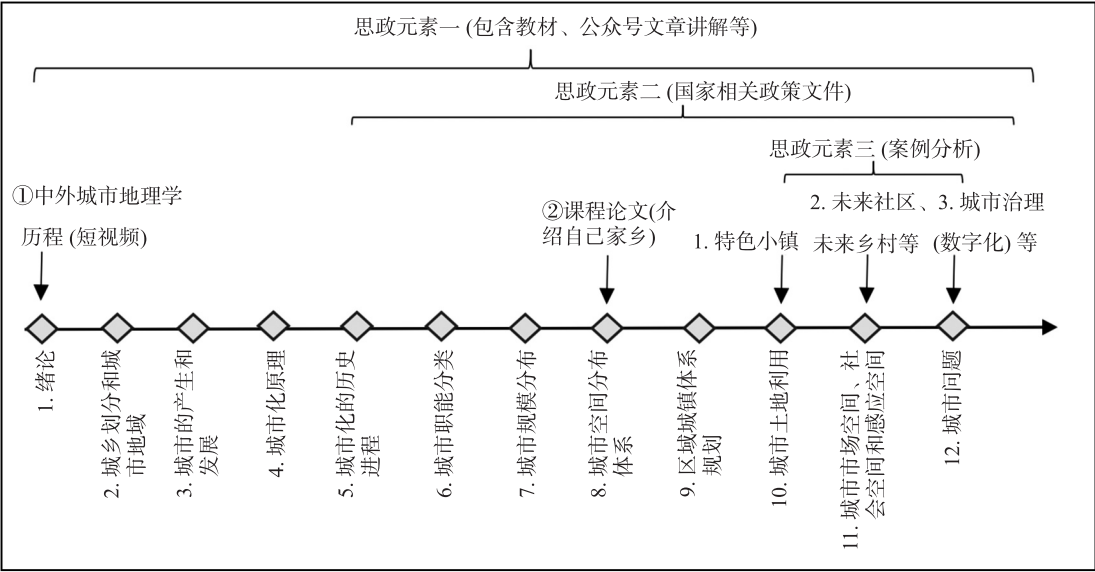 思政元素一 (包含教材、公众号文章讲解等)
思政元素二 (国家相关政策文件)
思政元素三 (案例分析)
①中外城市地理学
历程 (短视频)
②课程论文(介
绍自己家乡)
1. 特色小镇
2. 未来社区、
未来乡村等
3. 城市治理
(数字化) 等
1. 绪论
2. 城乡划分和城
市地域
3. 城市的产生和
发展
4. 城市化原理
5. 城市化的历史
进程
6. 城市职能分类
7. 城市规模分布
8. 城市空间分布
体系
9. 区域城镇体系
规划
10. 城市土地利用
11. 城市市场空间、社
会空间和感应空间
12. 城市问题